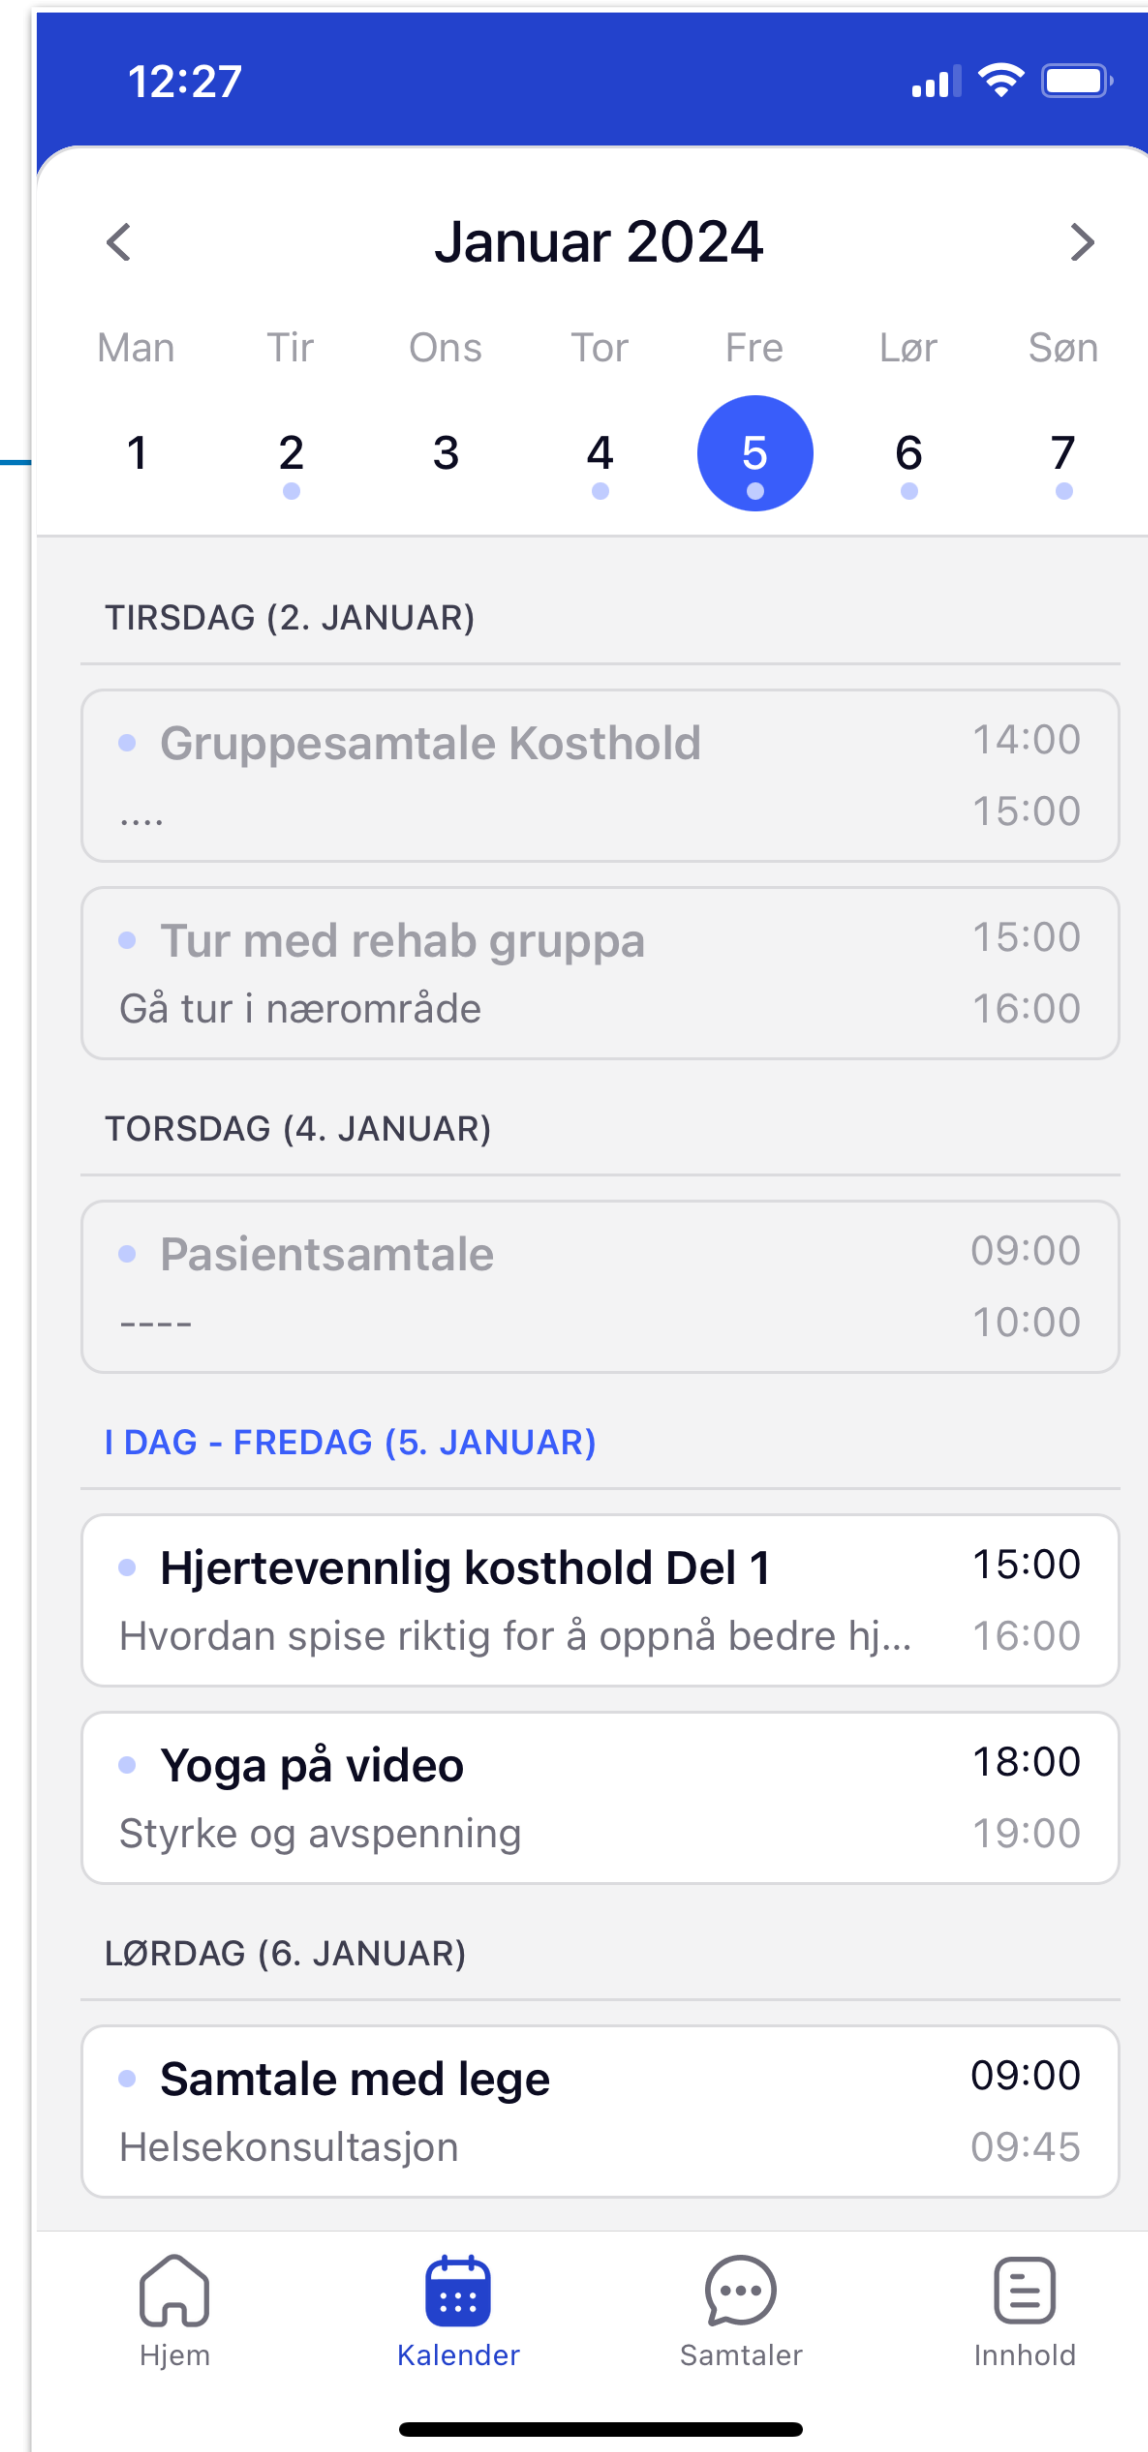 12:27
Januar 2024
Man Tir Ons Tor Fre Lør Søn
1 2 3 4 5 6 7
TIRSDAG (2. JANUAR)
Gruppesamtale Kosthold 14:00
.... 15:00
Tur med rehab gruppa 15:00
Gå tur i nærområde 16:00
TORSDAG (4. JANUAR)
Pasientsamtale 09:00
---- 10:00
I DAG - FREDAG (5. JANUAR)
Hjertevennlig kosthold Del 1 15:00
Hvordan spise riktig for å oppnå bedre hj... 16:00
Yoga på video 18:00
Styrke og avspenning 19:00
LØRDAG (6. JANUAR)
Samtale med lege 09:00
Helsekonsultasjon 09:45
Hjem Kalender Samtaler Innhold